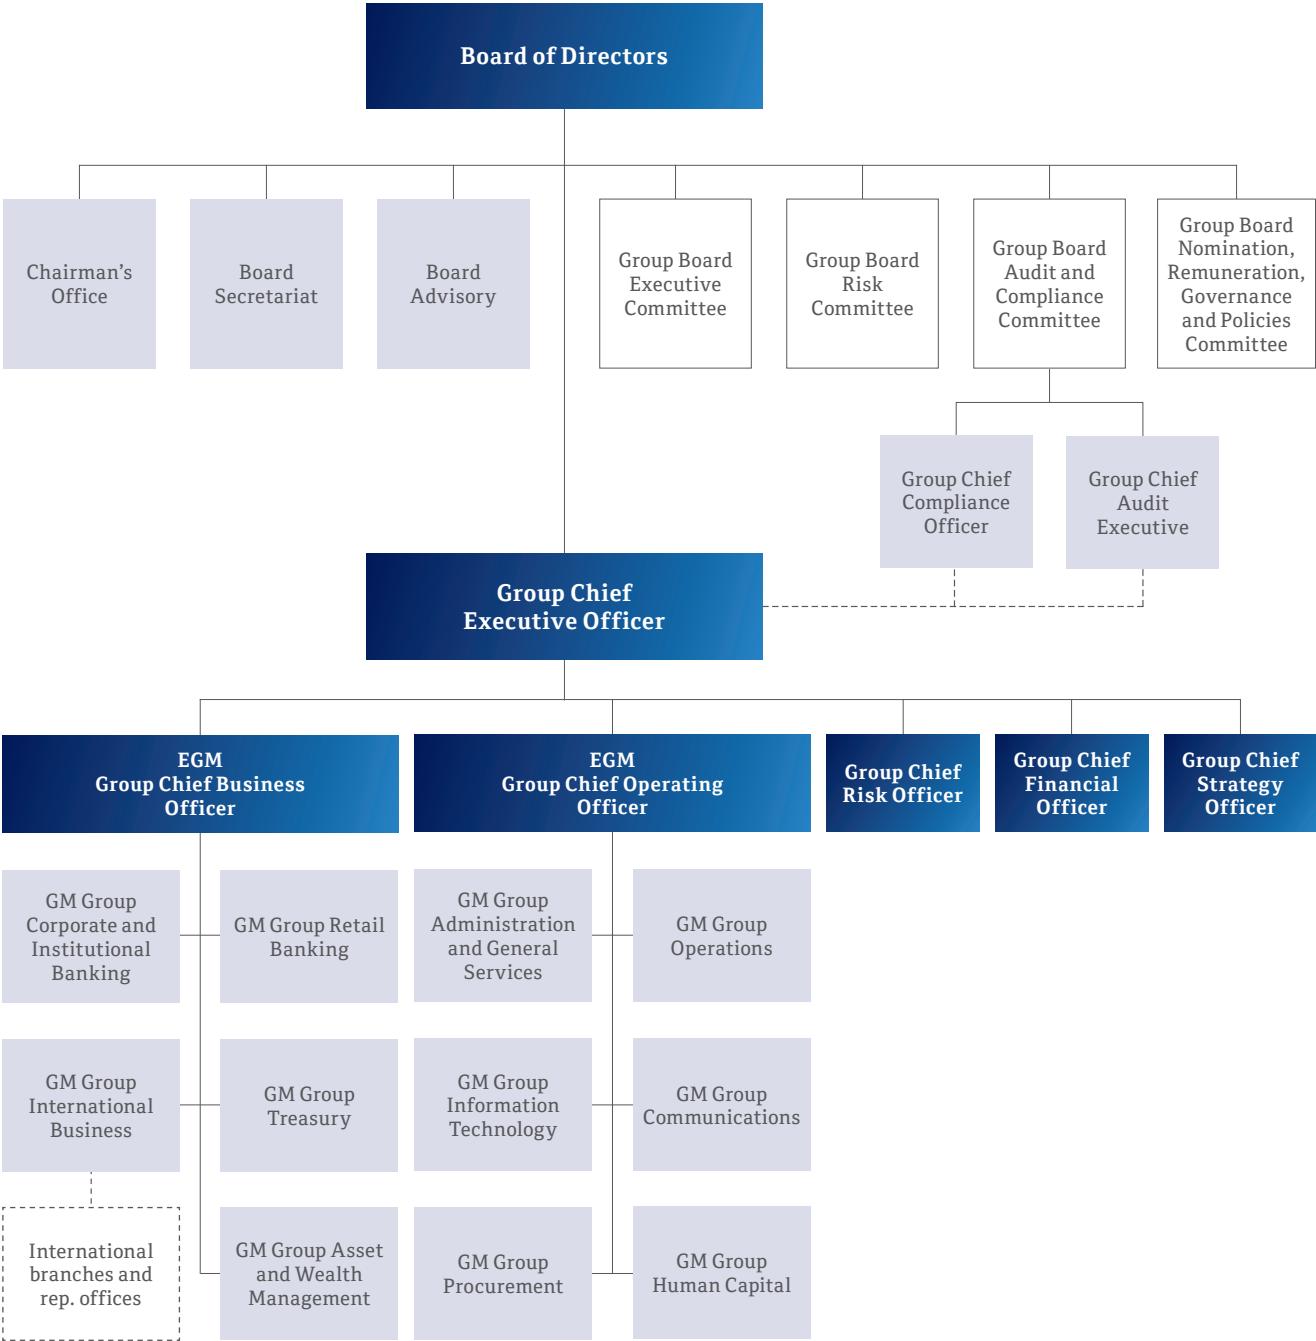 Board of Directors
Chairman's
Office
Board
Secretariat
Board
Advisory
Group Board
Executive
Committee
Group Board
Risk
Committee
Group Board
Audit and
Compliance
Committee
Group Board
Nomination,
Remuneration,
Governance
and Policies
Committee
Group Chief
Compliance
Officer
Group Chief
Audit
Executive
Group Chief
Executive Officer
EGM
Group Chief Business
Officer
EGM
Group Chief Operating
Officer
Group Chief
Risk Officer
Group Chief
Financial
Officer
Group Chief
Strategy
Officer
GM Group
Corporate and
Institutional
Banking
GM Group Retail
Banking
GM Group
Administration
and General
Services
GM Group
Operations
GM Group
International
Business
GM Group
Treasury
GM Group
Information
Technology
GM Group
Communications
International
branches and
rep. offices
GM Group Asset
and Wealth
Management
GM Group
Procurement
GM Group
Human Capital